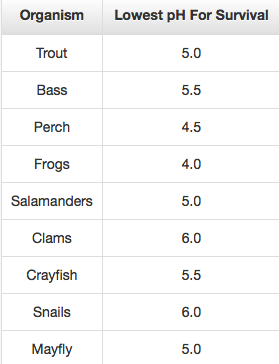 Organism Lowest pH For Survival
Trout 5.0
Bass 5.5
Perch 4.5
Frogs 4.0
Salamanders 5.0
Clams 6.0
Crayfish 5.5
Snails 6.0
Mayfly 5.0